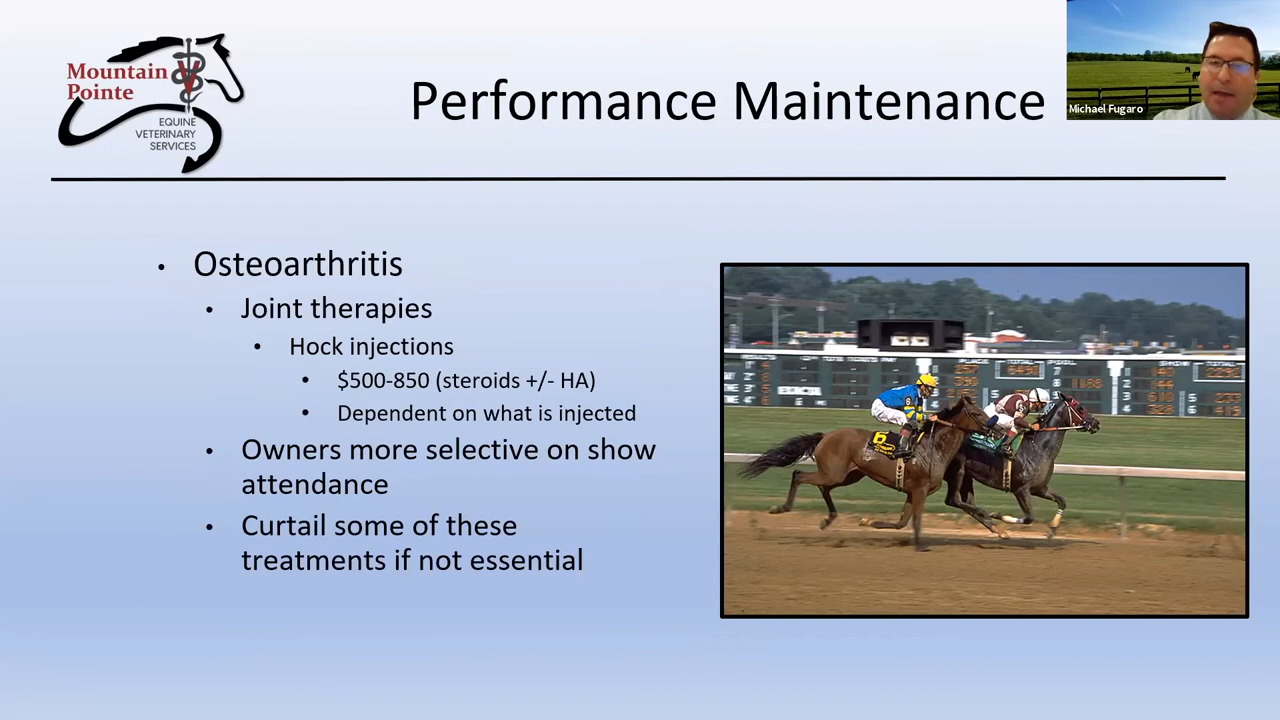 Mountain
Pointe
EQUINE
VETERINARY
SERVICES
Performance Maintenance
Michael Fugaro
• Osteoarthritis
• Joint therapies
• Hock injections
• $500-850 (steroids +/- HA)
• Dependent on what is injected
• Owners more selective on show
attendance
• Curtail some of these
treatments if not essential
6